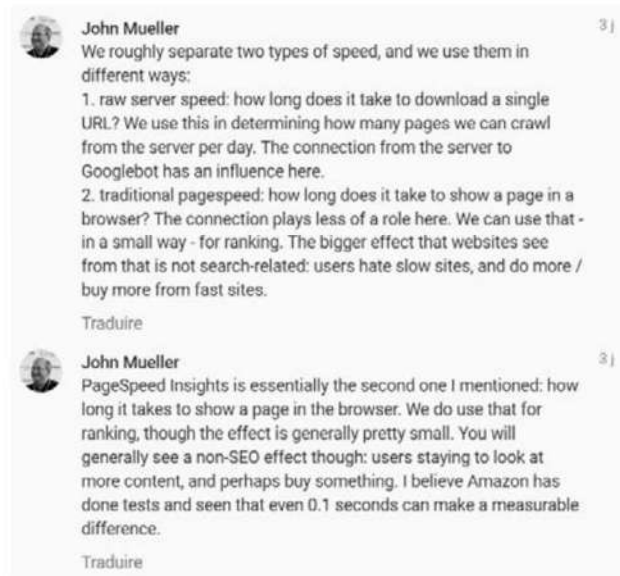 John Mueller
3 j
We roughly separate two types of speed, and we use them in
different ways:
1. raw server speed: how long does it take to download a single
URL? We use this in determining how many pages we can crawl
from the server per day. The connection from the server to
Googlebot has an influence here.
2. traditional pagespeed: how long does it take to show a page in a
browser? The connection plays less of a role here. We can use that -
in a small way - for ranking. The bigger effect that websites see
from that is not search-related: users hate slow sites, and do more /
buy more from fast sites.
Traduire
John Mueller
3 j
PageSpeed Insights is essentially the second one I mentioned: how
long it takes to show a page in the browser. We do use that for
ranking, though the effect is generally pretty small. You will
generally see a non-SEO effect though: users staying to look at
more content, and perhaps buy something. I believe Amazon has
done tests and seen that even 0.1 seconds can make a measurable
difference.
Traduire